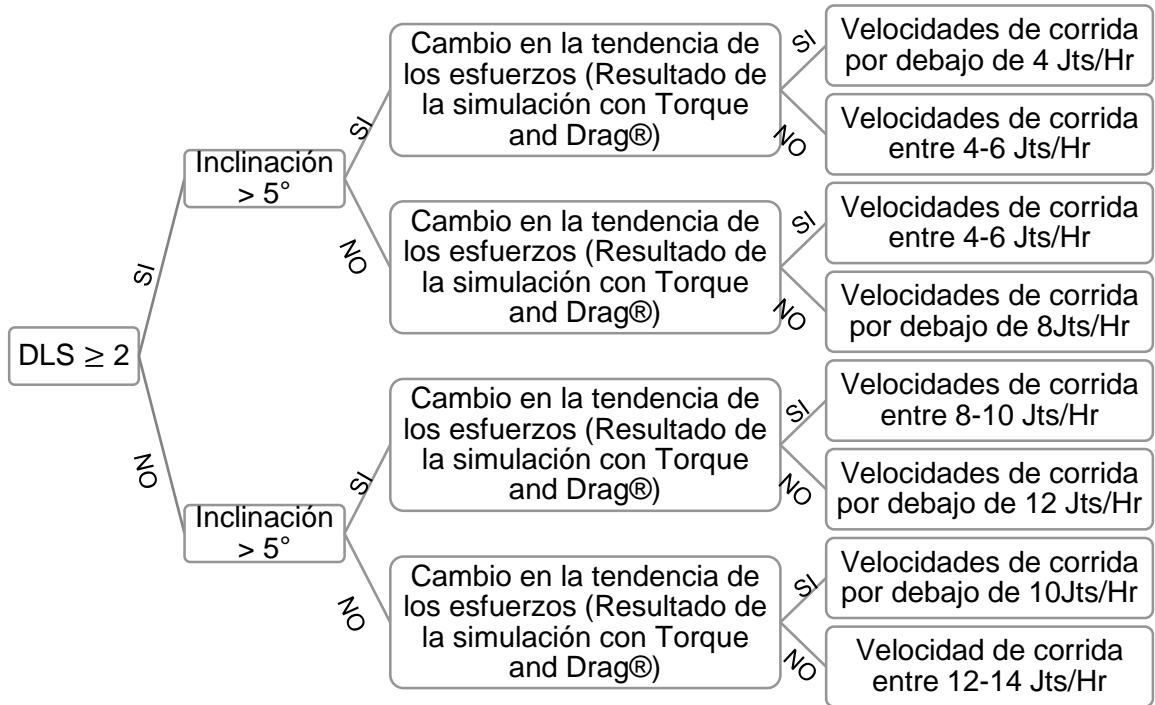 DLS ≥ 2
SI
NO
Inclinación
> 5°
SI
NO
Cambio en la tendencia de
los esfuerzos (Resultado de
la simulación con Torque
and Drag®)
SI
NO
Velocidades de corrida
por debajo de 4 Jts/Hr
Velocidades de corrida
entre 4-6 Jts/Hr
Cambio en la tendencia de
los esfuerzos (Resultado de
la simulación con Torque
and Drag®)
SI
NO
Velocidades de corrida
entre 4-6 Jts/Hr
Velocidades de corrida
por debajo de 8Jts/Hr
Inclinación
> 5°
SI
NO
Cambio en la tendencia de
los esfuerzos (Resultado de
la simulación con Torque
and Drag®)
SI
NO
Velocidades de corrida
entre 8-10 Jts/Hr
Velocidades de corrida
por debajo de 12 Jts/Hr
Cambio en la tendencia de
los esfuerzos (Resultado de
la simulación con Torque
and Drag®)
SI
NO
Velocidades de corrida
por debajo de 10Jts/Hr
Velocidad de corrida
entre 12-14 Jts/Hr